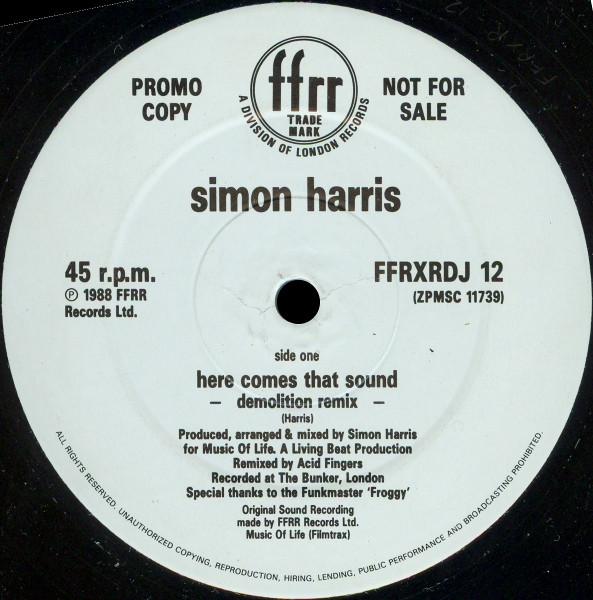 PROMO COPY
ffrr
TRADE MARK
A DIVISION OF LONDON RECORDS
NOT FOR SALE
simon harris
45 r.p.m.
℗ 1988 FFRR
Records Ltd.
FFRXRDJ 12
(ZPMSC 11739)
side one
here comes that sound
– demolition remix –
(Harris)
Produced, arranged & mixed by Simon Harris
for Music Of Life. A Living Beat Production
Remixed by Acid Fingers
Recorded at The Bunker, London
Special thanks to the Funkmaster 'Froggy'
Original Sound Recording
made by FFRR Records Ltd.
Music Of Life (Filmtrax)
ALL RIGHTS RESERVED. UNAUTHORIZED COPYING, REPRODUCTION, HIRING, LENDING, PUBLIC PERFORMANCE AND BROADCASTING PROHIBITED.